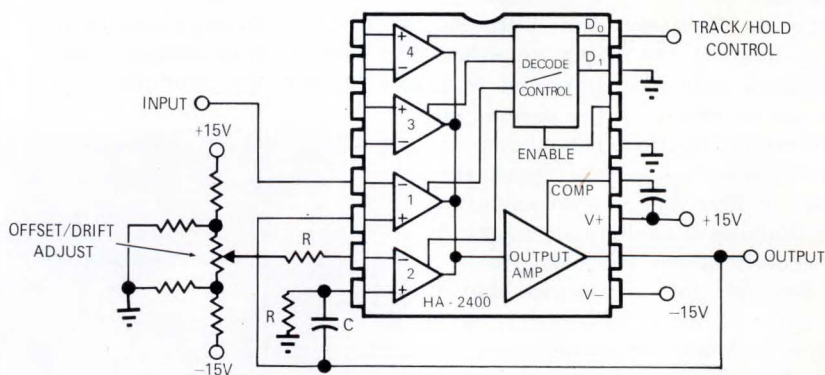 D₀
TRACK/HOLD
CONTROL
+
4
−
DECODE
CONTROL
D₁
INPUT
+
3
−
+15V
ENABLE
−
1
+
COMP
V+
+15V
OFFSET/DRIFT
ADJUST
R
−
2
+
OUTPUT
AMP
OUTPUT
R
C
HA - 2400
V−
−15V
−15V